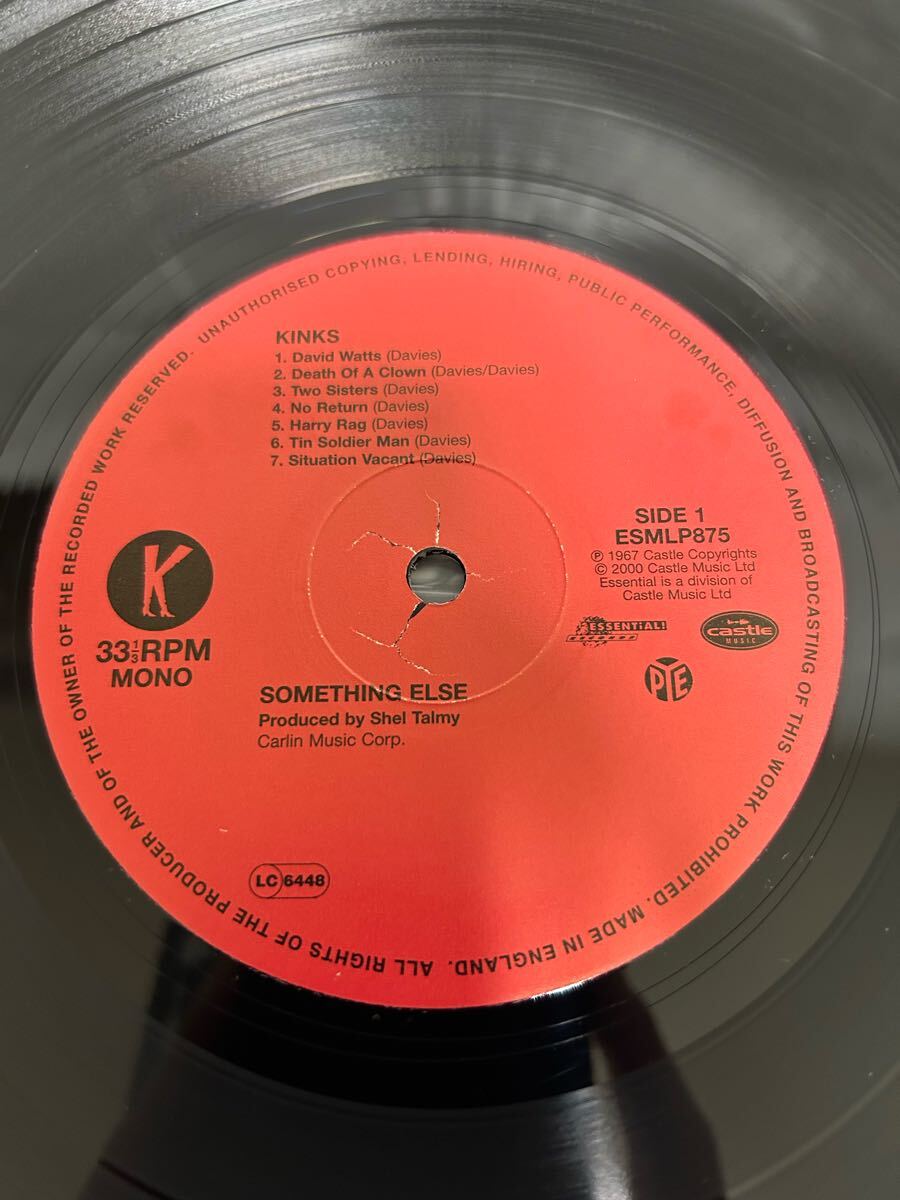 ALL RIGHTS OF THE PRODUCER AND OF THE OWNER OF THE RECORDED WORK RESERVED- UNAUTHORISED COPYING, LENDING, HIRING, PUBLIC PERFORMANCE, DIFFUSION AND BROADCASTING OF THIS WORK PROHIBITED. MADE IN ENGLAND.
KINKS
1. David Watts (Davies)
2. Death Of A Clown (Davies/Davies)
3. Two Sisters (Davies)
4. No Return (Davies)
5. Harry Rag (Davies)
6. Tin Soldier Man (Davies)
7. Situation Vacant (Davies)
SIDE 1
ESMLP875
℗ 1967 Castle Copyrights
© 2000 Castle Music Ltd
Essential is a division of
Castle Music Ltd
K
33⅓RPM
MONO
ESSENTIAL!
RECORDS
castle
MUSIC
PYE
SOMETHING ELSE
Produced by Shel Talmy
Carlin Music Corp.
LC 6448